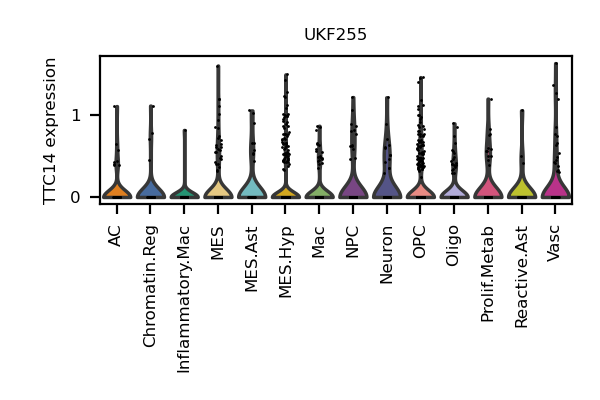 UKF255
TTC14 expression
1
0
AC
Chromatin.Reg
Inflammatory.Mac
MES
MES.Ast
MES.Hyp
Mac
NPC
Neuron
OPC
Oligo
Prolif.Metab
Reactive.Ast
Vasc